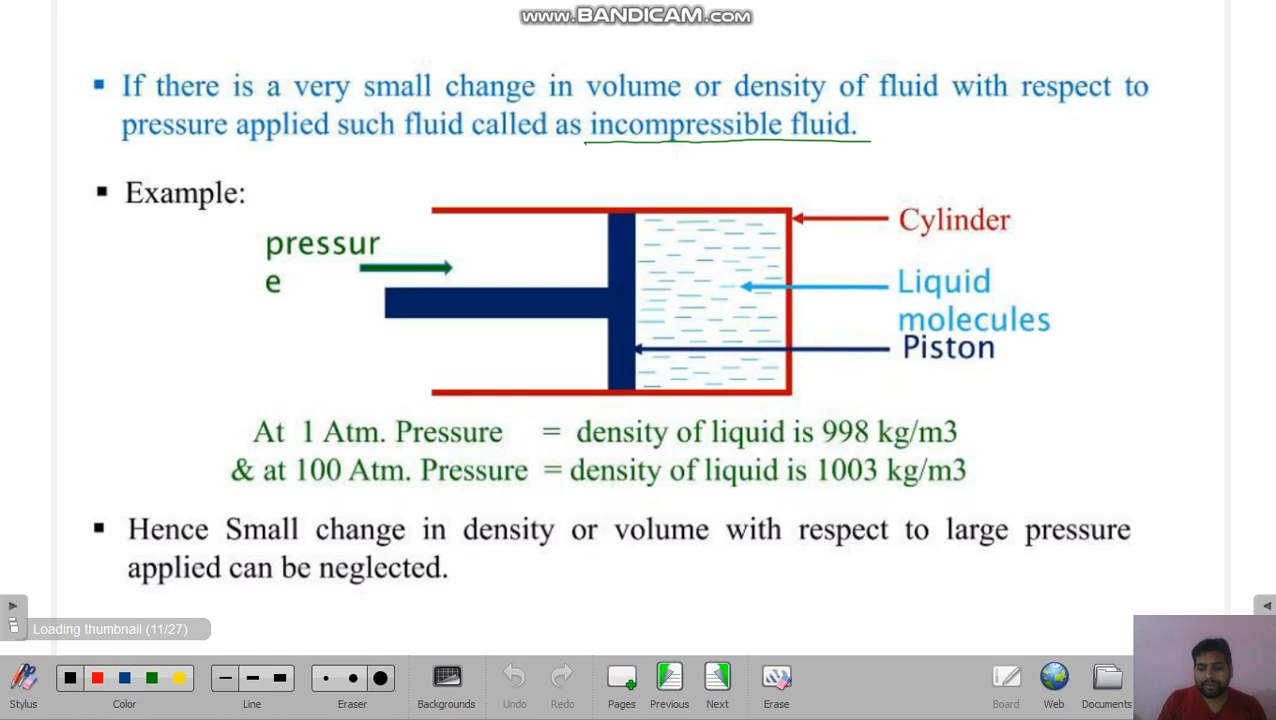 www.BANDICAM.com
▪ If there is a very small change in volume or density of fluid with respect to
pressure applied such fluid called as incompressible fluid.
▪ Example:
pressur
e
Cylinder
Liquid
molecules
Piston
At 1 Atm. Pressure = density of liquid is 998 kg/m3
& at 100 Atm. Pressure = density of liquid is 1003 kg/m3
▪ Hence Small change in density or volume with respect to large pressure
applied can be neglected.
Loading thumbnail (11/27)
Stylus Color Line Eraser Backgrounds Undo Redo Pages Previous Next Erase Board Web Documents